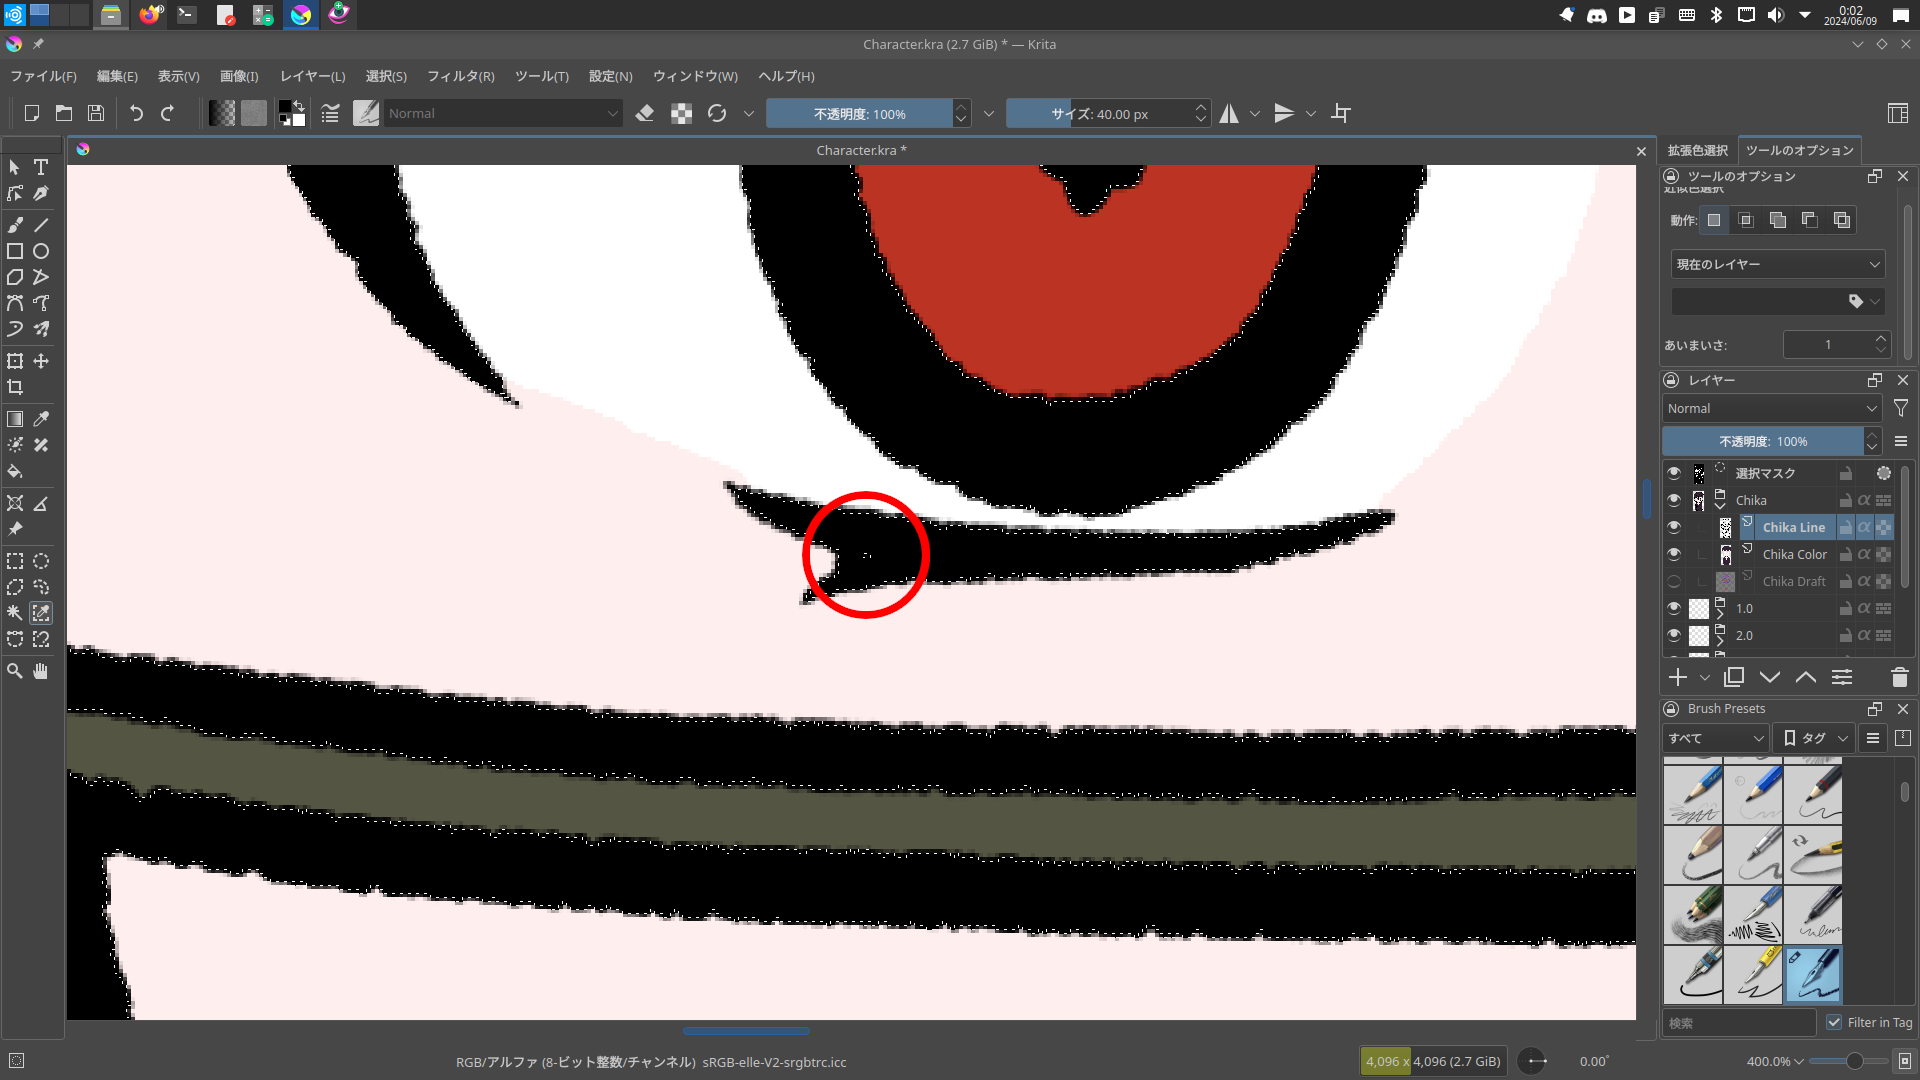 0:02
2024/06/09
Character.kra (2.7 GiB) * — Krita
ファイル(F) 編集(E) 表示(V) 画像(I) レイヤー(L) 選択(S) フィルタ(R) ツール(T) 設定(N) ウィンドウ(W) ヘルプ(H)
Normal 不透明度: 100% サイズ: 40.00 px
Character.kra *
拡張色選択 ツールのオプション
ツールのオプション
近似色選択
動作:
現在のレイヤー
あいまいさ: 1
レイヤー
Normal
不透明度: 100%
選択マスク
Chika
Chika Line
Chika Color
Chika Draft
1.0
2.0
Brush Presets
すべて タグ
検索 Filter in Tag
RGB/アルファ (8-ビット整数/チャンネル) sRGB-elle-V2-srgbtrc.icc
4,096 x 4,096 (2.7 GiB) 0.00° 400.0%